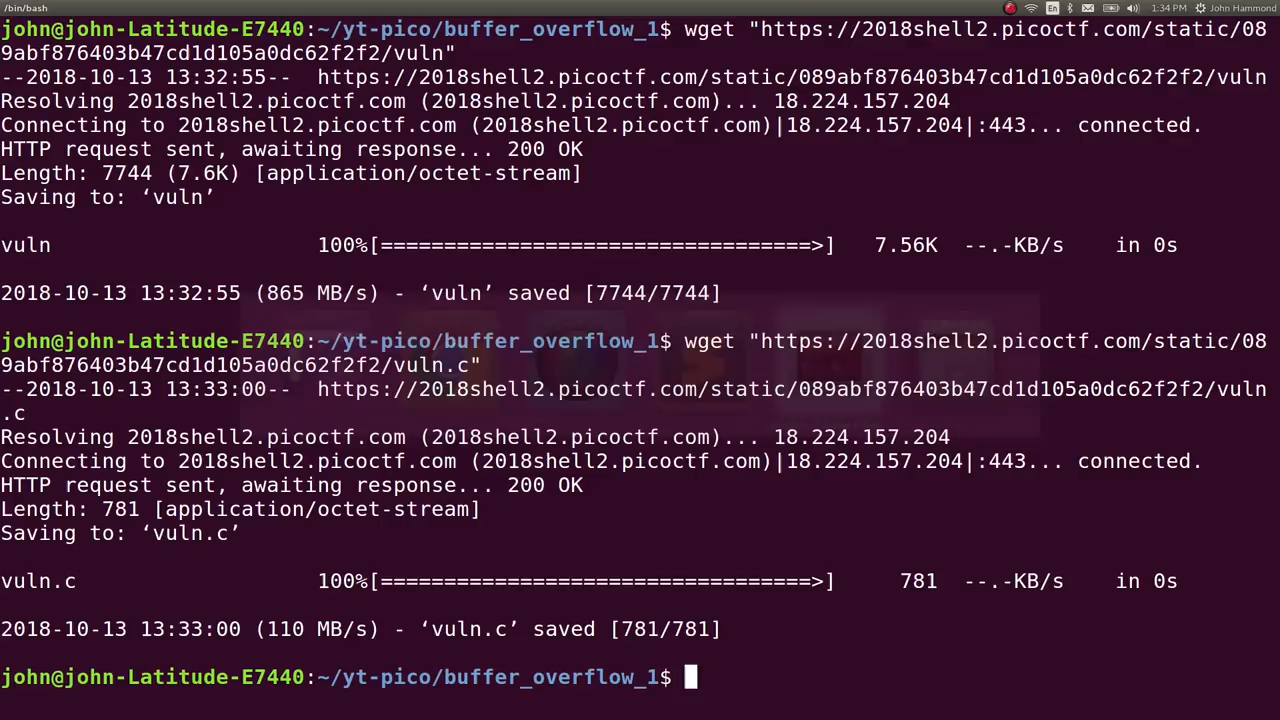 /bin/bash
En
1:34 PM
John Hammond
john@john-Latitude-E7440:~/yt-pico/buffer_overflow_1$ wget "https://2018shell2.picoctf.com/static/08
9abf876403b47cd1d105a0dc62f2f2/vuln"
--2018-10-13 13:32:55--  https://2018shell2.picoctf.com/static/089abf876403b47cd1d105a0dc62f2f2/vuln
Resolving 2018shell2.picoctf.com (2018shell2.picoctf.com)... 18.224.157.204
Connecting to 2018shell2.picoctf.com (2018shell2.picoctf.com)|18.224.157.204|:443... connected.
HTTP request sent, awaiting response... 200 OK
Length: 7744 (7.6K) [application/octet-stream]
Saving to: ‘vuln’
vuln                     100%[==================================>]   7.56K  --.-KB/s    in 0s
2018-10-13 13:32:55 (865 MB/s) - ‘vuln’ saved [7744/7744]
john@john-Latitude-E7440:~/yt-pico/buffer_overflow_1$ wget "https://2018shell2.picoctf.com/static/08
9abf876403b47cd1d105a0dc62f2f2/vuln.c"
--2018-10-13 13:33:00--  https://2018shell2.picoctf.com/static/089abf876403b47cd1d105a0dc62f2f2/vuln
.c
Resolving 2018shell2.picoctf.com (2018shell2.picoctf.com)... 18.224.157.204
Connecting to 2018shell2.picoctf.com (2018shell2.picoctf.com)|18.224.157.204|:443... connected.
HTTP request sent, awaiting response... 200 OK
Length: 781 [application/octet-stream]
Saving to: ‘vuln.c’
vuln.c                   100%[==================================>]     781  --.-KB/s    in 0s
2018-10-13 13:33:00 (110 MB/s) - ‘vuln.c’ saved [781/781]
john@john-Latitude-E7440:~/yt-pico/buffer_overflow_1$